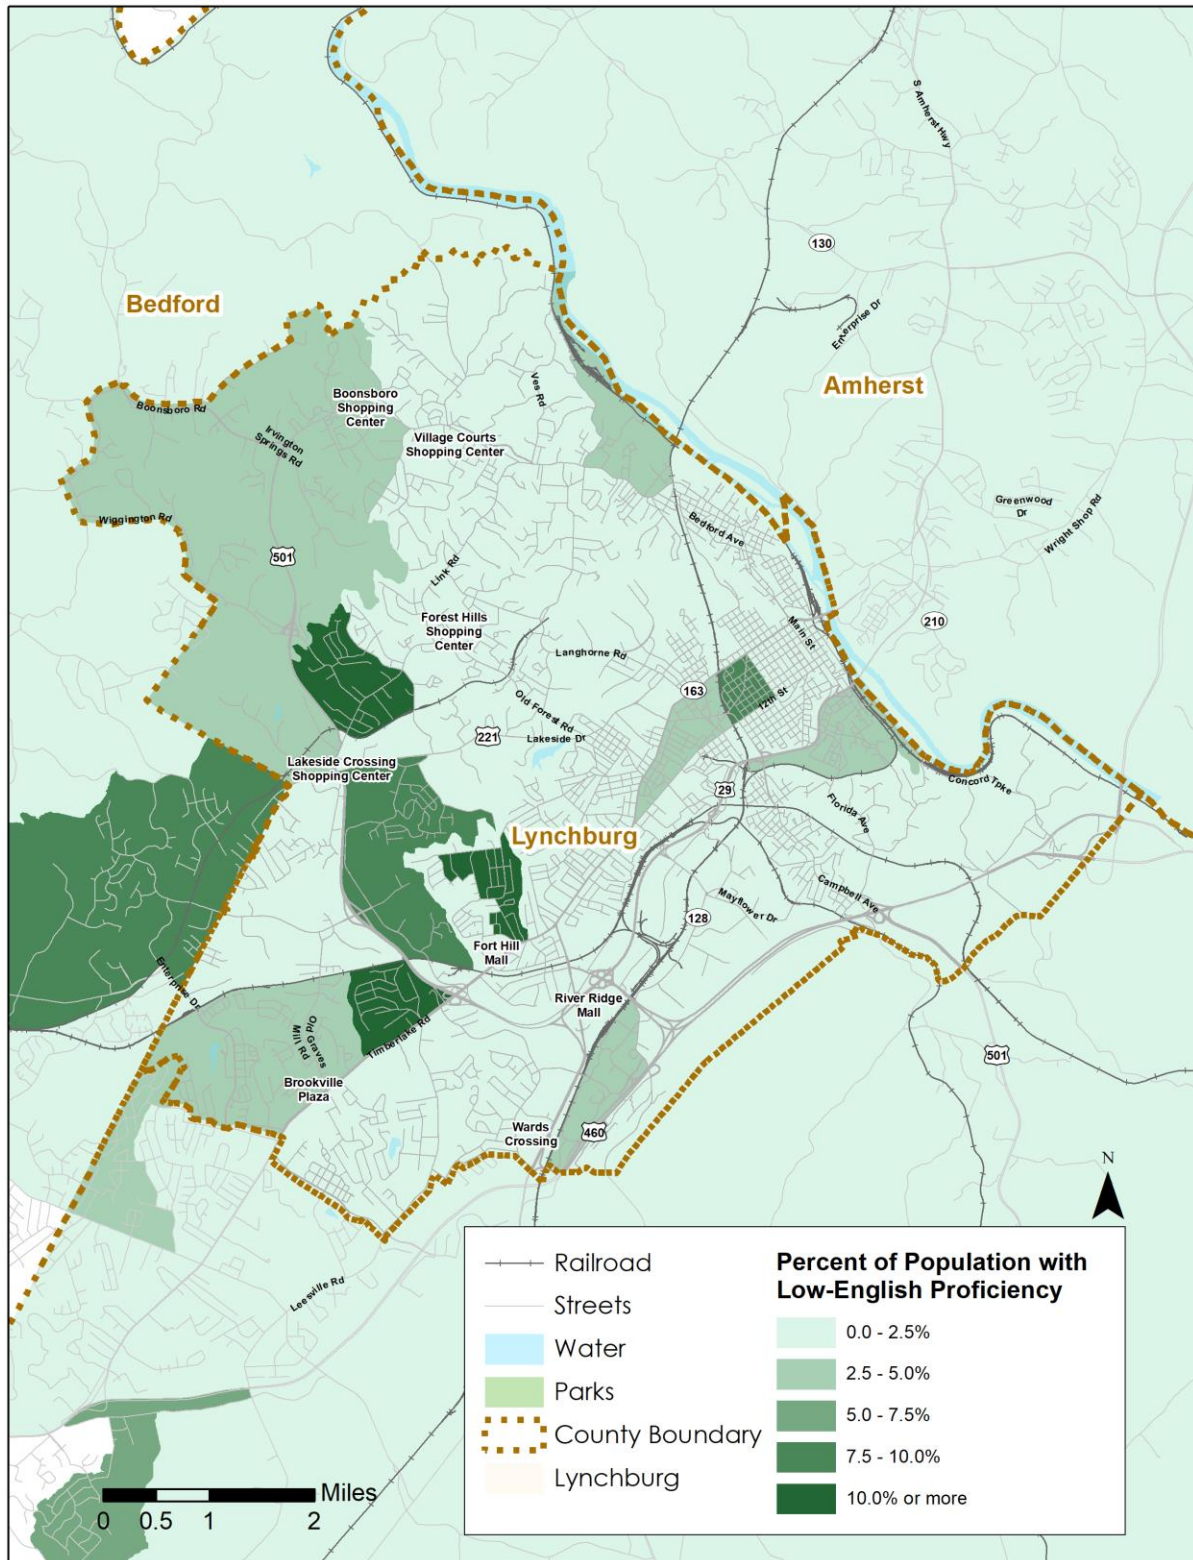 S Amherst Hwy
130
Enterprise Dr
Bedford
Amherst
Boonsboro
Shopping
Center
Ves Rd
Boonsboro Rd
Irvington
Springs Rd
Village Courts
Shopping Center
Greenwood
Dr
Wright Shop Rd
Wiggington Rd
Bedford Ave
501
Link Rd
Forest Hills
Shopping
Center
Main St
210
Langhorne Rd
163
12th St
Old Forest Rd
221
Lakeside Dr
Lakeside Crossing
Shopping Center
29
Concord Tpke
Florida Ave
Lynchburg
Campbell Ave
Mayflower Dr
128
Fort Hill
Mall
Enterprise Dr
River Ridge
Mall
Old Graves
Mill Rd
Timberlake Rd
501
Brookville
Plaza
Wards
Crossing
460
N
Leesville Rd
Railroad
Streets
Water
Parks
County Boundary
Lynchburg
Percent of Population with
Low-English Proficiency
0.0 - 2.5%
2.5 - 5.0%
5.0 - 7.5%
7.5 - 10.0%
10.0% or more
Miles
0 0.5 1 2